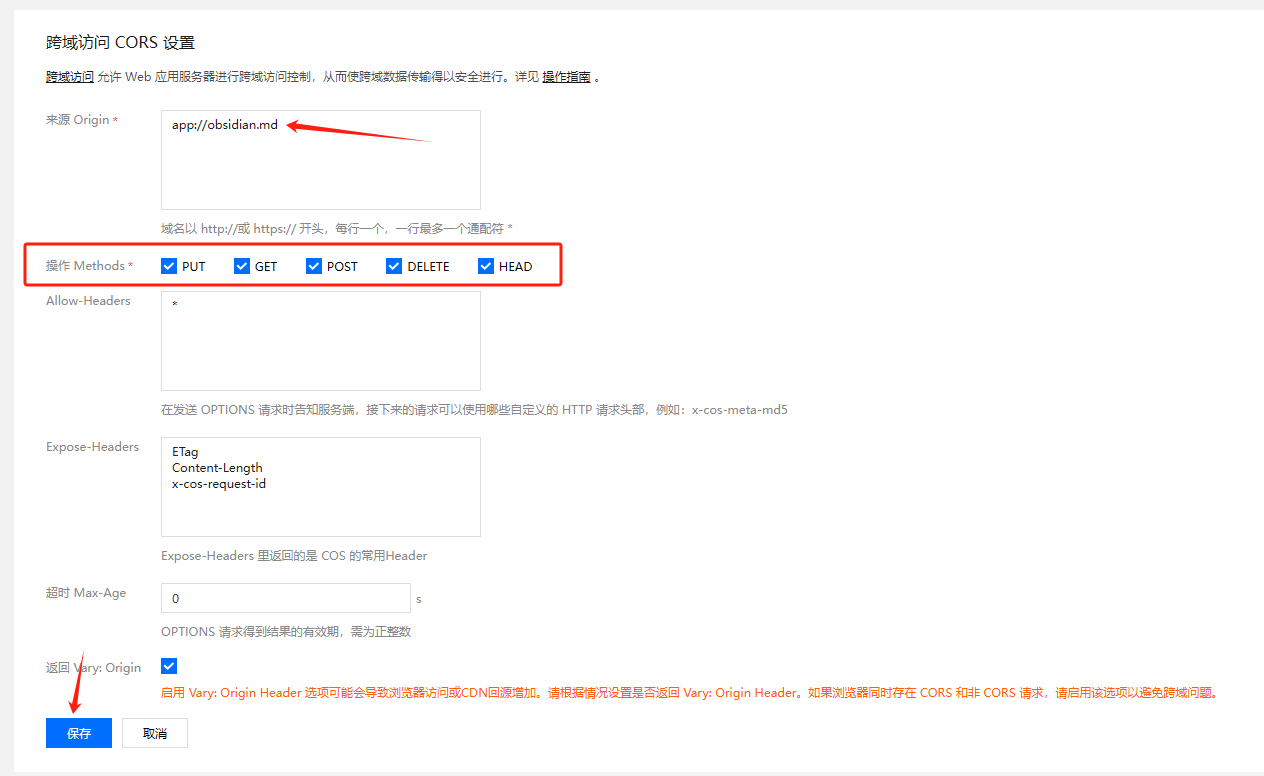 跨域访问 CORS 设置
跨域访问 允许 Web 应用服务器进行跨域访问控制，从而使跨域数据传输得以安全进行。详见 操作指南 。
来源 Origin *
app://obsidian.md
域名以 http://或 https:// 开头，每行一个，一行最多一个通配符 *
操作 Methods * PUT GET POST DELETE HEAD
Allow-Headers
*
在发送 OPTIONS 请求时告知服务端，接下来的请求可以使用哪些自定义的 HTTP 请求头部，例如：x-cos-meta-md5
Expose-Headers
ETag
Content-Length
x-cos-request-id
Expose-Headers 里返回的是 COS 的常用Header
超时 Max-Age
0 s
OPTIONS 请求得到结果的有效期，需为正整数
返回 Vary: Origin
启用 Vary: Origin Header 选项可能会导致浏览器访问或CDN回源增加。请根据情况设置是否返回 Vary: Origin Header。如果浏览器同时存在 CORS 和非 CORS 请求，请启用该选项以避免跨域问题。
保存 取消